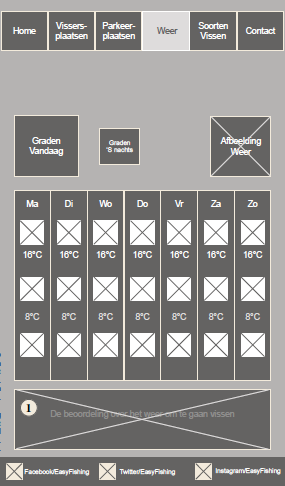 Home
Vissers-
plaatsen
Parkeer-
plaatsen
Weer
Soorten
Vissen
Contact
Graden
Vandaag
Graden
'S nachts
Afbeelding
Weer
Ma Di Wo Do Vr Za Zo
16°C 16°C 16°C 16°C 16°C 16°C 16°C
8°C 8°C 8°C 8°C 8°C 8°C 8°C
1
De beoordeling over het weer om te gaan vissen
Facebook/EasyFishing Twitter/EasyFishing Instagram/EasyFishing